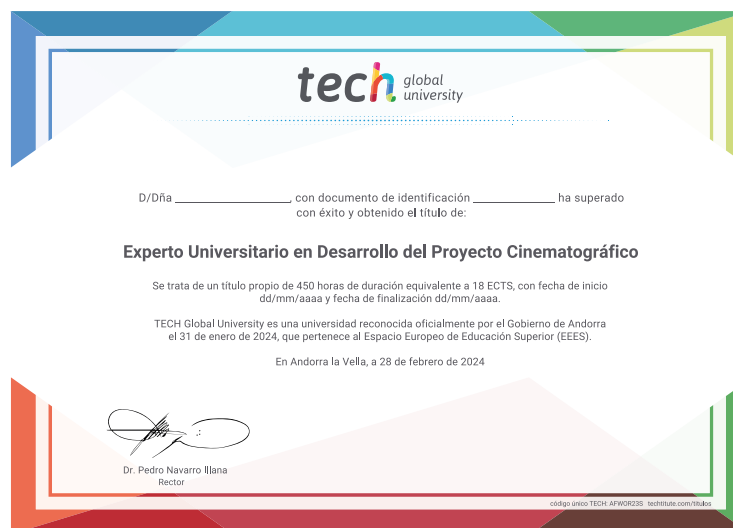 tech global university
D/Dña ____________________, con documento de identificación ______________ ha superado
con éxito y obtenido el título de:
Experto Universitario en Desarrollo del Proyecto Cinematográfico
Se trata de un título propio de 450 horas de duración equivalente a 18 ECTS, con fecha de inicio
dd/mm/aaaa y fecha de finalización dd/mm/aaaa.
TECH Global University es una universidad reconocida oficialmente por el Gobierno de Andorra
el 31 de enero de 2024, que pertenece al Espacio Europeo de Educación Superior (EEES).
En Andorra la Vella, a 28 de febrero de 2024
Dr. Pedro Navarro Illana
Rector
código único TECH: AFWOR23S techtitute.com/titulos